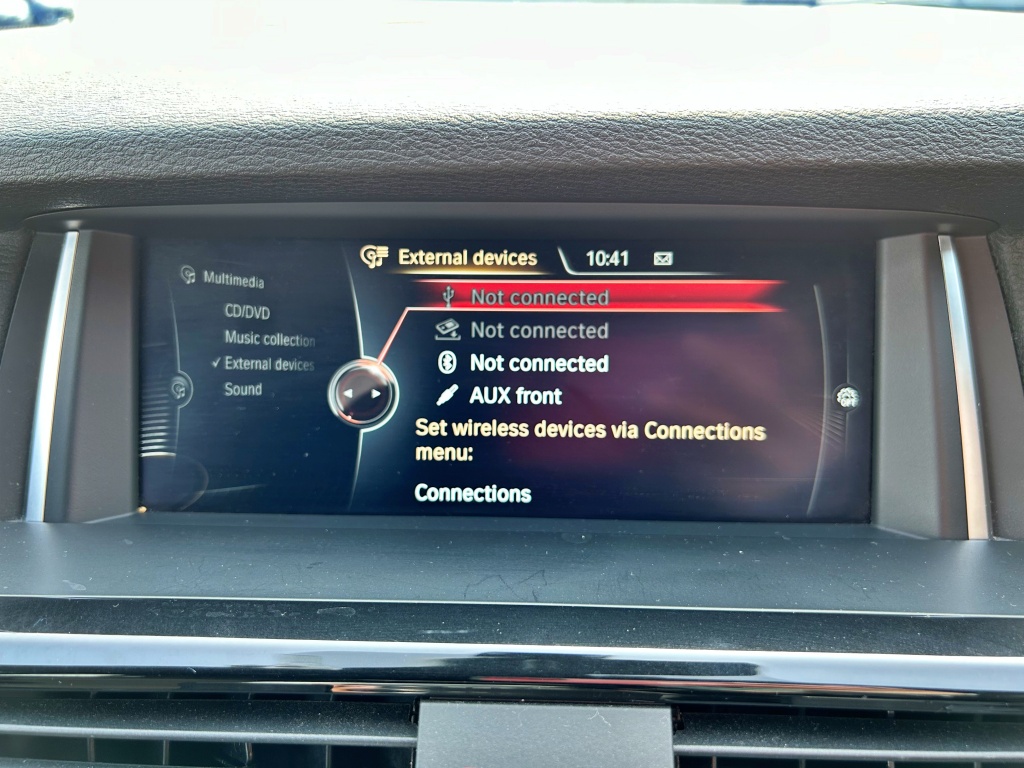 External devices
10:41
Multimedia
CD/DVD
Music collection
External devices
Sound
Not connected
Not connected
Not connected
AUX front
Set wireless devices via Connections
menu:
Connections